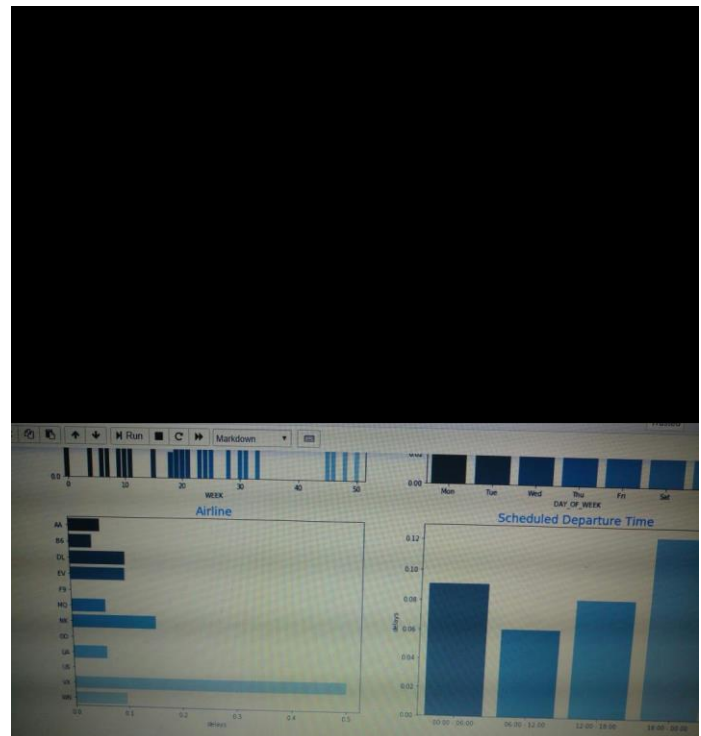 Run Markdown
0.0
0 10 20 30 40 50
WEEK
0.00
Mon Tue Wed Thu Fri Sat
DAY_OF_WEEK
Airline
AA
B6
DL
EV
F9
MQ
NK
OO
UA
US
VX
WN
0.0 0.1 0.2 0.3 0.4 0.5
delays
Scheduled Departure Time
0.12
0.10
0.08
0.06
0.04
0.02
0.00
delays
00:00 - 06:00 06:00 - 12:00 12:00 - 18:00 18:00 - 00:00